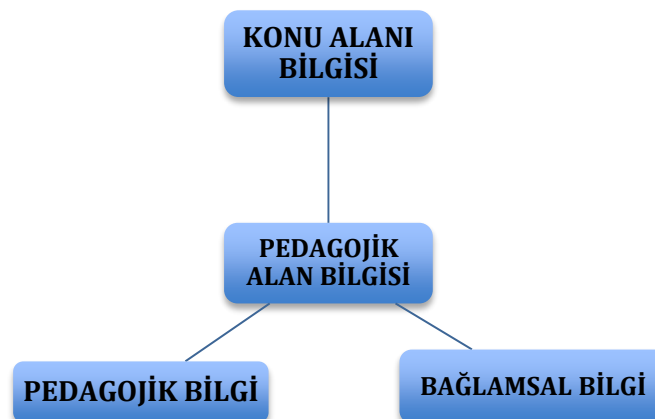 KONU ALANI
BİLGİSİ
PEDAGOJİK
ALAN BİLGİSİ
PEDAGOJİK BİLGİ
BAĞLAMSAL BİLGİ